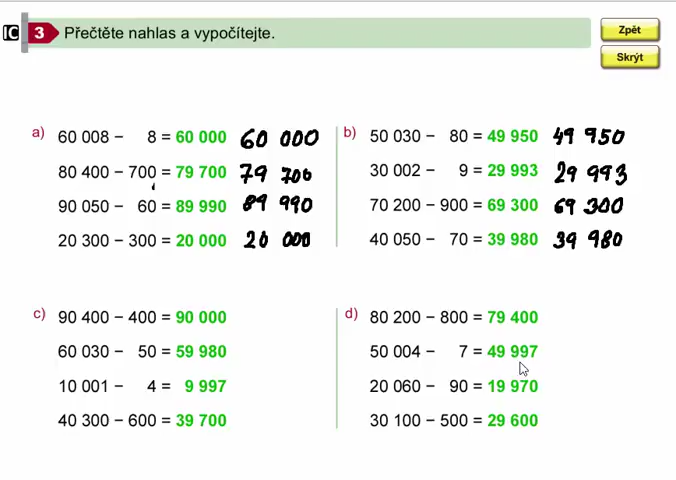 3 Přečtěte nahlas a vypočítejte.
Zpět
Skrýt
a) 60 008 − 8 = 60 000 60 000
80 400 − 700 = 79 700 79 700
90 050 − 60 = 89 990 89 990
20 300 − 300 = 20 000 20 000
b) 50 030 − 80 = 49 950 49 950
30 002 − 9 = 29 993 29 993
70 200 − 900 = 69 300 69 300
40 050 − 70 = 39 980 39 980
c) 90 400 − 400 = 90 000
60 030 − 50 = 59 980
10 001 − 4 = 9 997
40 300 − 600 = 39 700
d) 80 200 − 800 = 79 400
50 004 − 7 = 49 997
20 060 − 90 = 19 970
30 100 − 500 = 29 600